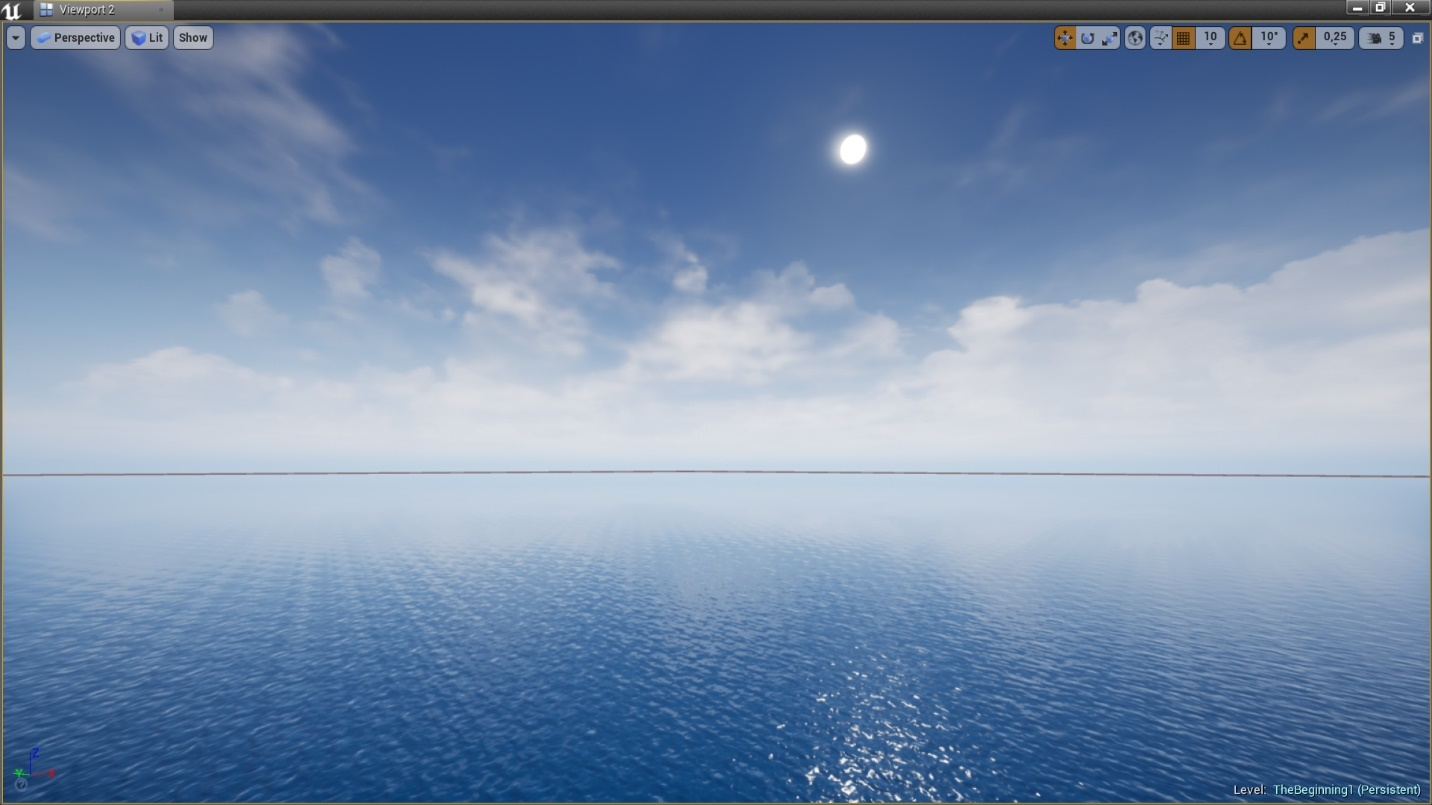 Viewport 2
Perspective Lit Show 10 10° 0,25 5
Z
Y X
Level: TheBeginning1 (Persistent)